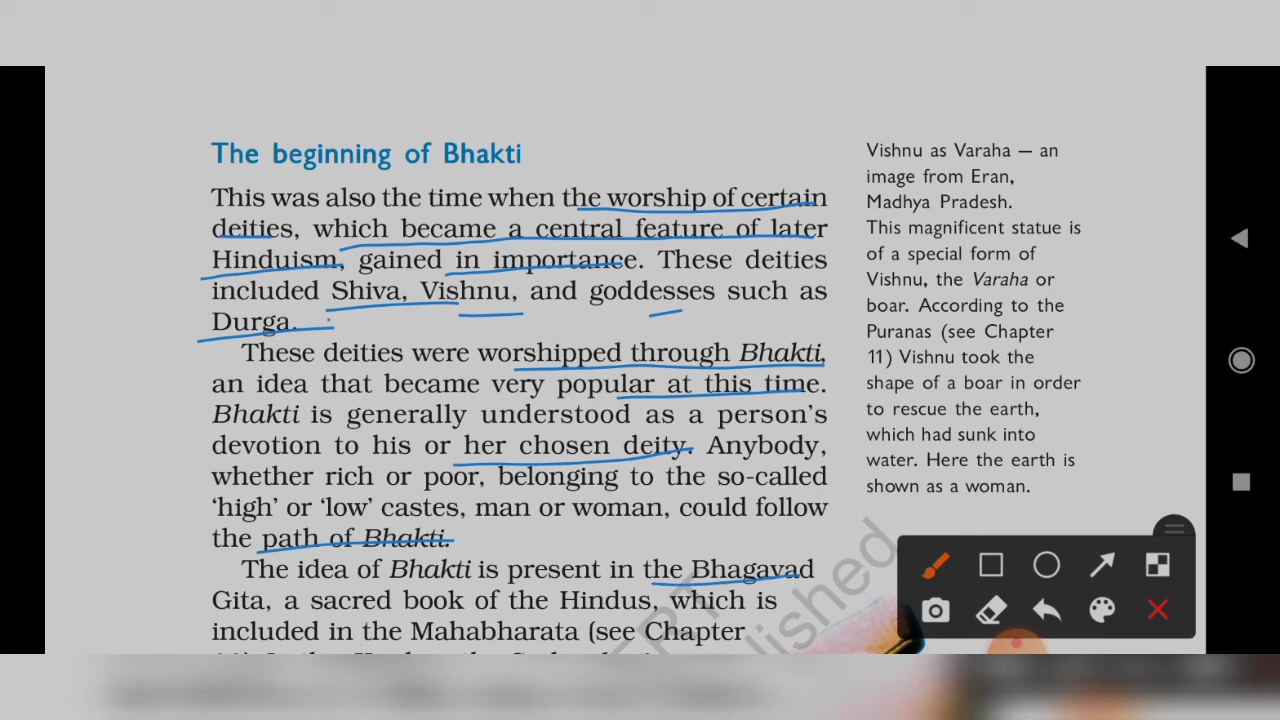 The beginning of Bhakti
This was also the time when the worship of certain
deities, which became a central feature of later
Hinduism, gained in importance. These deities
included Shiva, Vishnu, and goddesses such as
Durga.
These deities were worshipped through Bhakti,
an idea that became very popular at this time.
Bhakti is generally understood as a person's
devotion to his or her chosen deity. Anybody,
whether rich or poor, belonging to the so-called
'high' or 'low' castes, man or woman, could follow
the path of Bhakti.
The idea of Bhakti is present in the Bhagavad
Gita, a sacred book of the Hindus, which is
included in the Mahabharata (see Chapter
Vishnu as Varaha — an
image from Eran,
Madhya Pradesh.
This magnificent statue is
of a special form of
Vishnu, the Varaha or
boar. According to the
Puranas (see Chapter
11) Vishnu took the
shape of a boar in order
to rescue the earth,
which had sunk into
water. Here the earth is
shown as a woman.